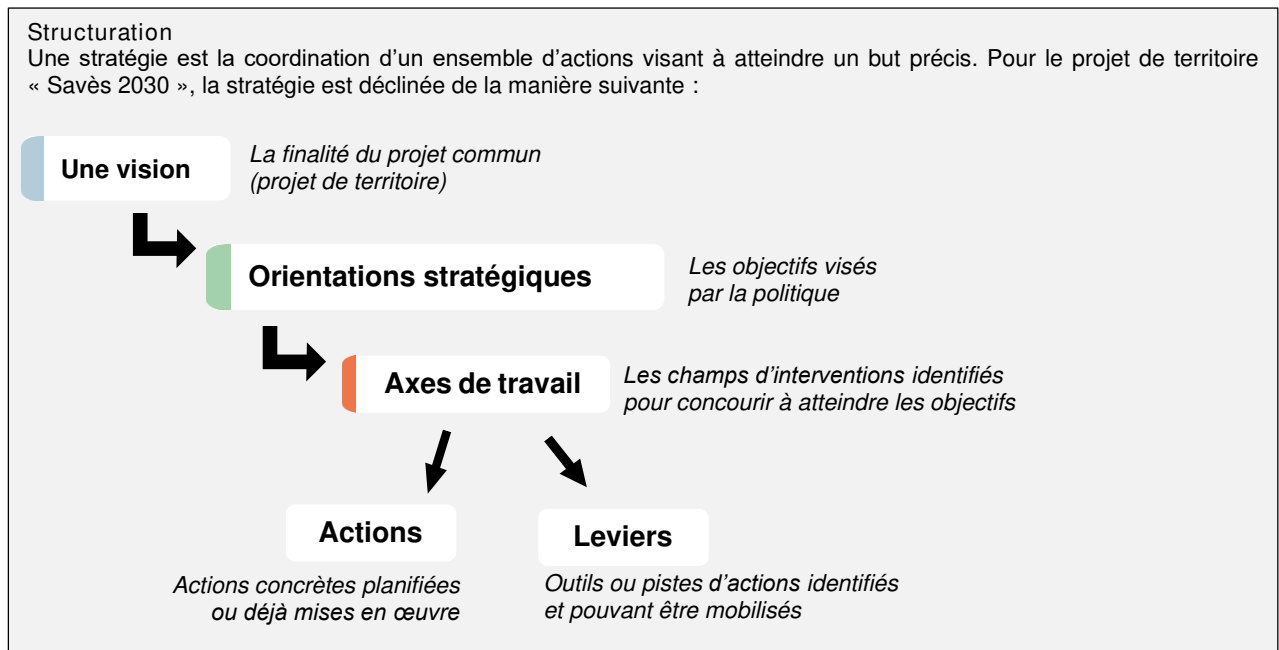 Structuration
Une stratégie est la coordination d’un ensemble d’actions visant à atteindre un but précis. Pour le projet de territoire
« Savès 2030 », la stratégie est déclinée de la manière suivante :
Une vision
La finalité du projet commun
(projet de territoire)
Orientations stratégiques
Les objectifs visés
par la politique
Axes de travail
Les champs d’interventions identifiés
pour concourir à atteindre les objectifs
Actions
Leviers
Actions concrètes planifiées
ou déjà mises en œuvre
Outils ou pistes d’actions identifiés
et pouvant être mobilisés